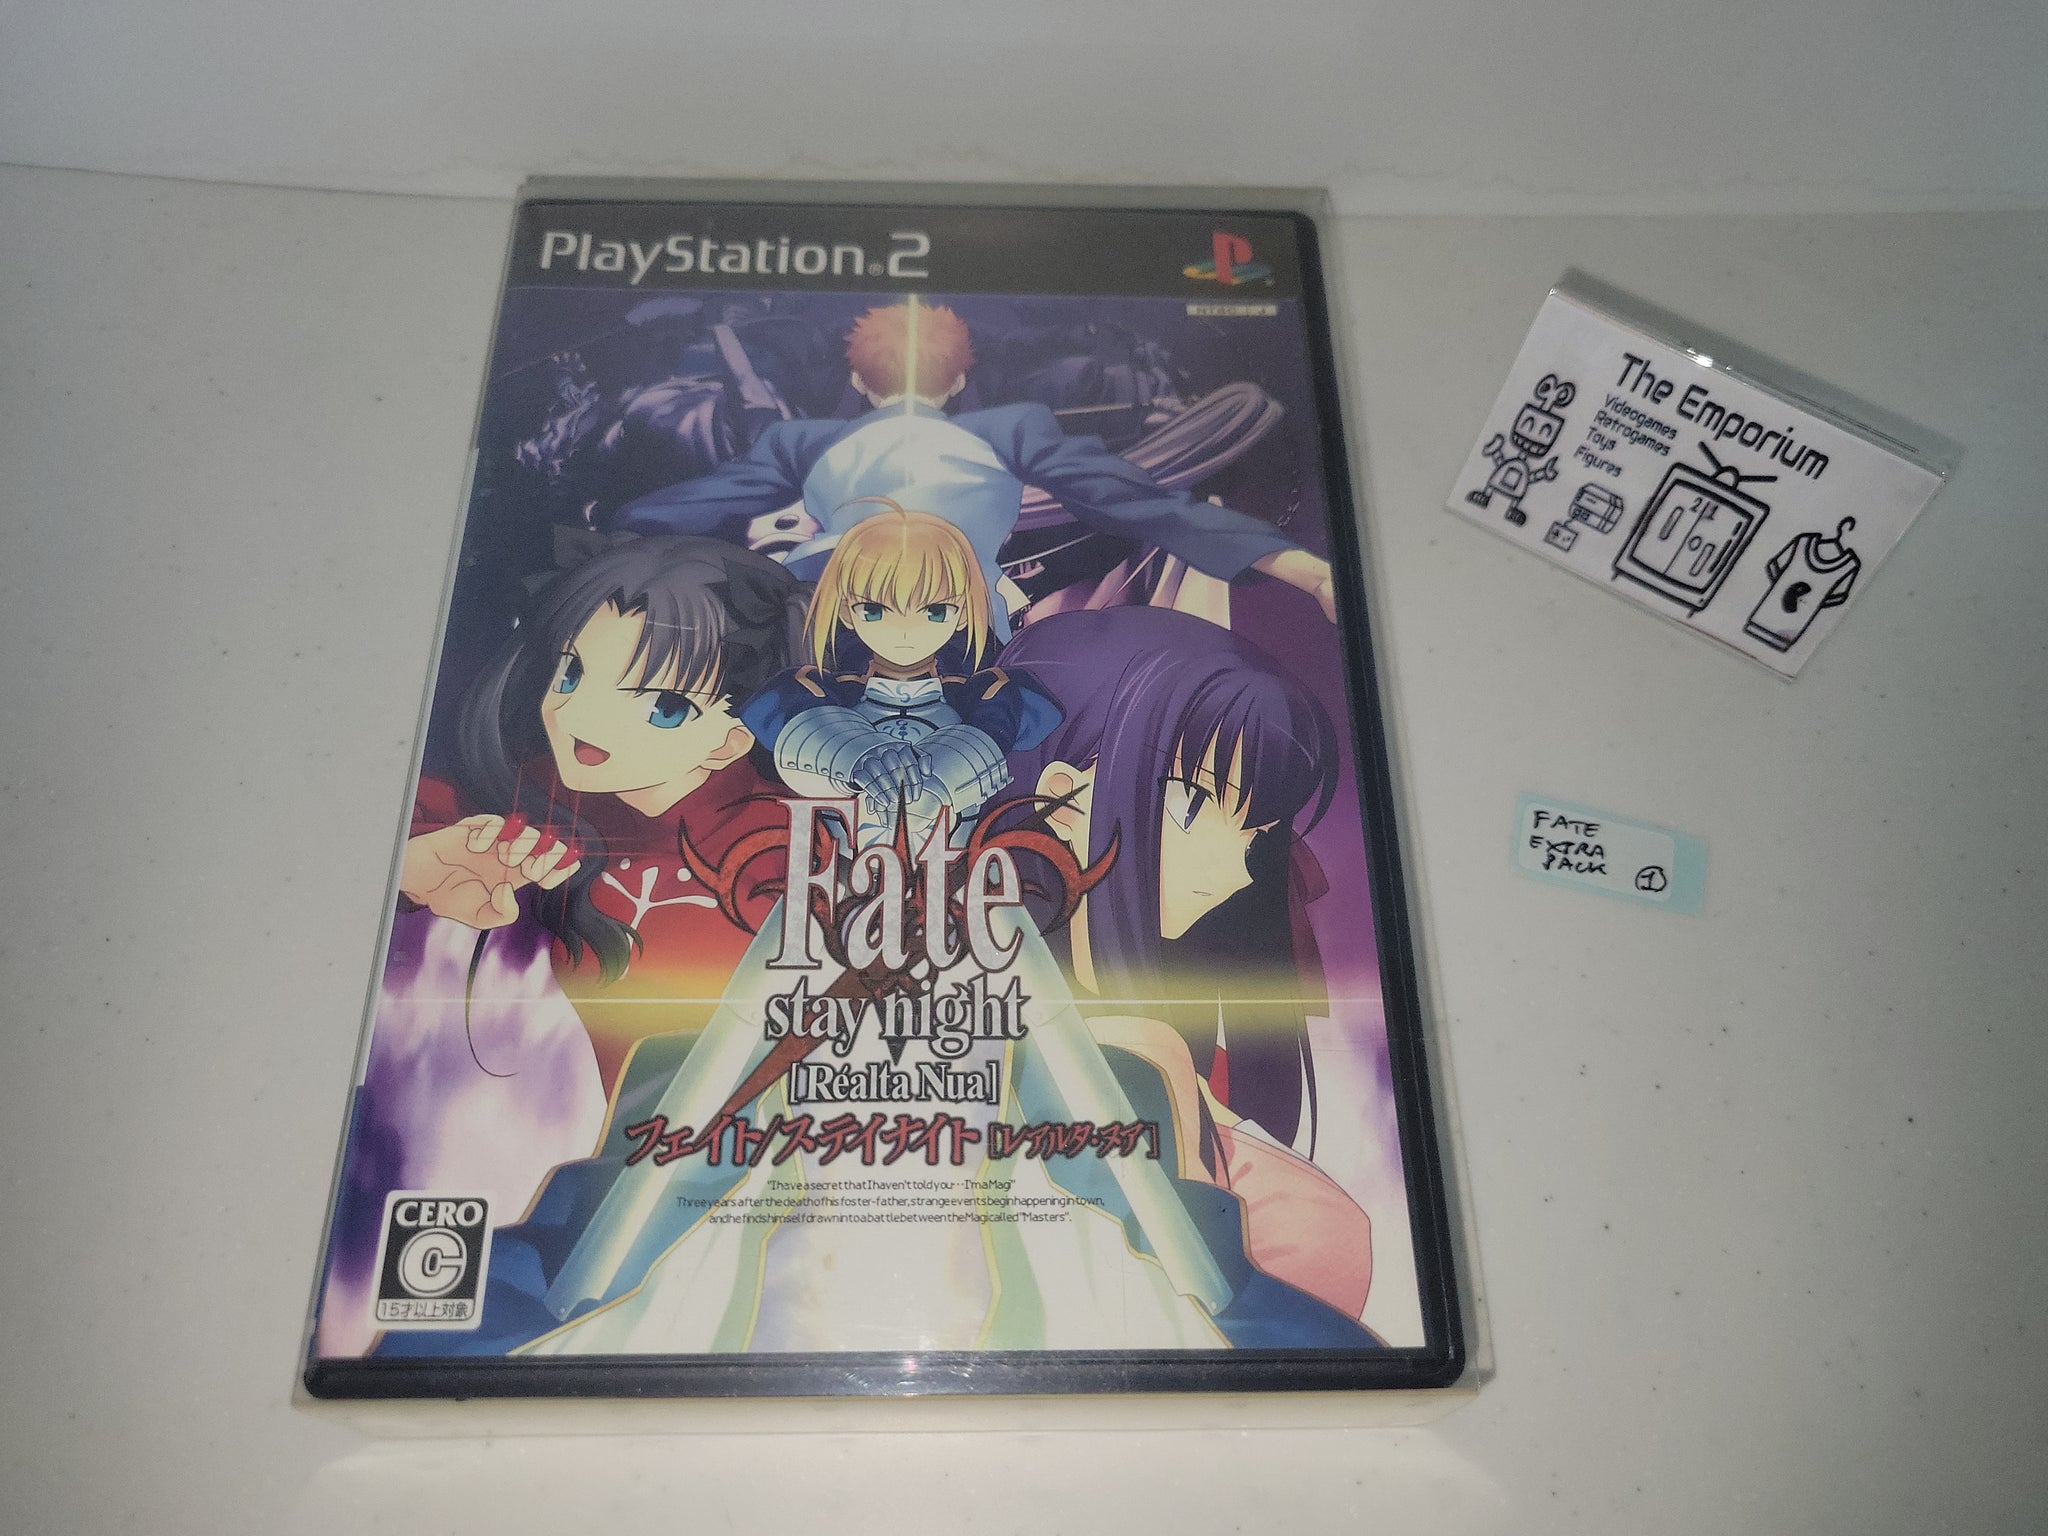 PlayStation®2
NTSC J
Fate
stay night
[Réalta Nua]
フェイト/ステイナイト[レアルタ・ヌア]
"I have a secret that I haven't told you…I'm a Magi"
Three years after the death of his foster-father, strange events begin happening in town,
and he finds himself drawn into a battle between the Magi called "Masters".
CERO
C
15才以上対象
The Emporium
Videogames
Retrogames
Toys
Figures
21
FATE
EXTRA
PACK 1